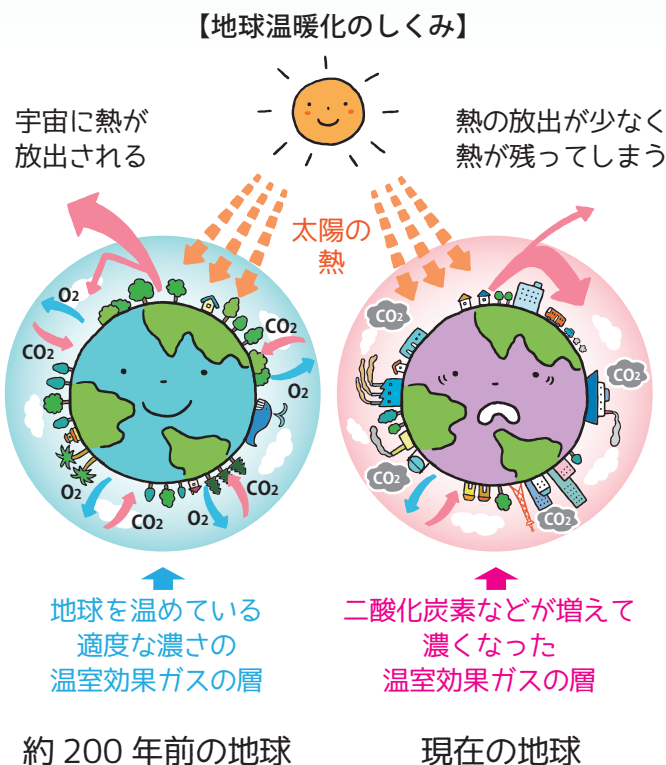 【地球温暖化のしくみ】
宇宙に熱が
放出される
熱の放出が少なく
熱が残ってしまう
太陽の
熱
O2
CO2
CO2
O2
O2
CO2
O2
CO2
CO2
CO2
CO2
CO2
地球を温めている
適度な濃さの
温室効果ガスの層
二酸化炭素などが増えて
濃くなった
温室効果ガスの層
約 200 年前の地球
現在の地球